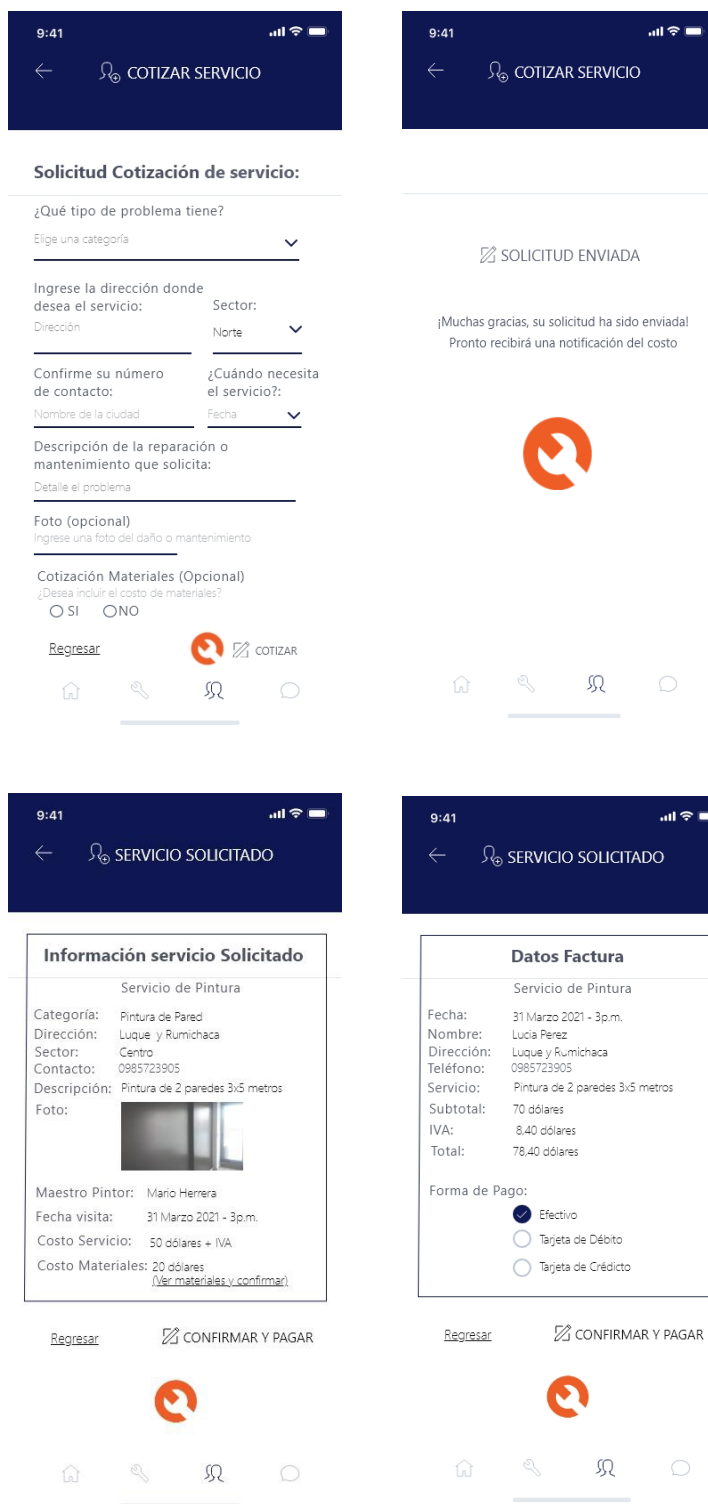 9:41
COTIZAR SERVICIO
Solicitud Cotización de servicio:
¿Qué tipo de problema tiene?
Elige una categoría
Ingrese la dirección donde
desea el servicio:
Dirección
Sector:
Norte
Confirme su número
de contacto:
Nombre de la ciudad
¿Cuándo necesita
el servicio?:
Fecha
Descripción de la reparación o
mantenimiento que solicita:
Detalle el problema
Foto (opcional)
Ingrese una foto del daño o mantenimiento
Cotización Materiales (Opcional)
¿Desea incluir el costo de materiales?
SI NO
Regresar COTIZAR
9:41
COTIZAR SERVICIO
SOLICITUD ENVIADA
¡Muchas gracias, su solicitud ha sido enviada!
Pronto recibirá una notificación del costo
9:41
SERVICIO SOLICITADO
Información servicio Solicitado
Servicio de Pintura
Categoría: Pintura de Pared
Dirección: Luque y Rumichaca
Sector: Centro
Contacto: 0985723905
Descripción: Pintura de 2 paredes 3x5 metros
Foto:
Maestro Pintor: Mario Herrera
Fecha visita: 31 Marzo 2021 - 3p.m.
Costo Servicio: 50 dólares + IVA
Costo Materiales: 20 dólares
(Ver materiales y confirmar)
Regresar CONFIRMAR Y PAGAR
9:41
SERVICIO SOLICITADO
Datos Factura
Servicio de Pintura
Fecha: 31 Marzo 2021 - 3p.m.
Nombre: Lucia Perez
Dirección: Luque y Rumichaca
Teléfono: 0985723905
Servicio: Pintura de 2 paredes 3x5 metros
Subtotal: 70 dólares
IVA: 8,40 dólares
Total: 78,40 dólares
Forma de Pago:
Efectivo
Tarjeta de Débito
Tarjeta de Crédicto
Regresar CONFIRMAR Y PAGAR